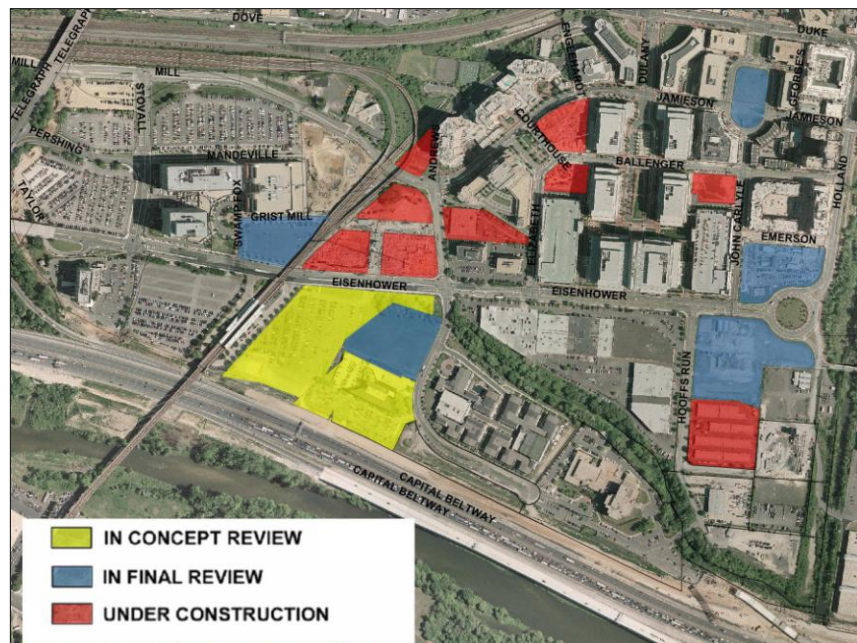 DOVE
DUKE
TELEGRAPH
TELEGRAPH
MILL
MILL
STOVALL
ENGLEHARDT
DULANY
GEORGE'S
JAMIESON
JAMIESON
PERSHING
MANDEVILLE
ANDREWS
COURTHOUSE
BALLENGER
HOLLAND
TAYLOR
SWAMP FOX
GRIST MILL
ELIZABETH
JOHN CARLYLE
EMERSON
EISENHOWER
EISENHOWER
HOOFFS RUN
CAPITAL BELTWAY
CAPITAL BELTWAY
IN CONCEPT REVIEW
IN FINAL REVIEW
UNDER CONSTRUCTION